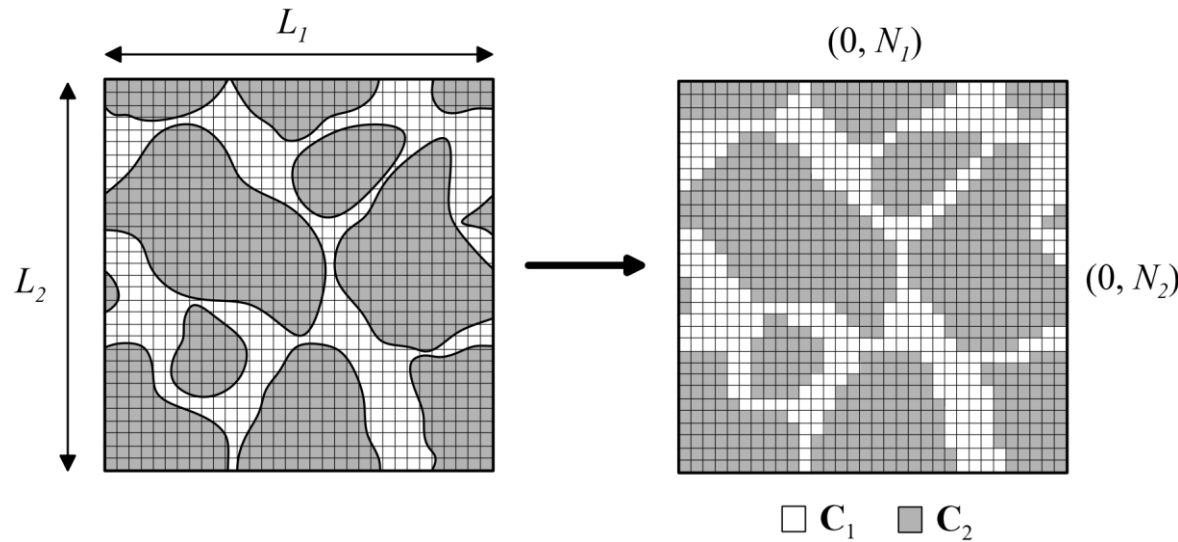 L₁
(0, N₁)
L₂
(0, N₂)
C₁ C₂